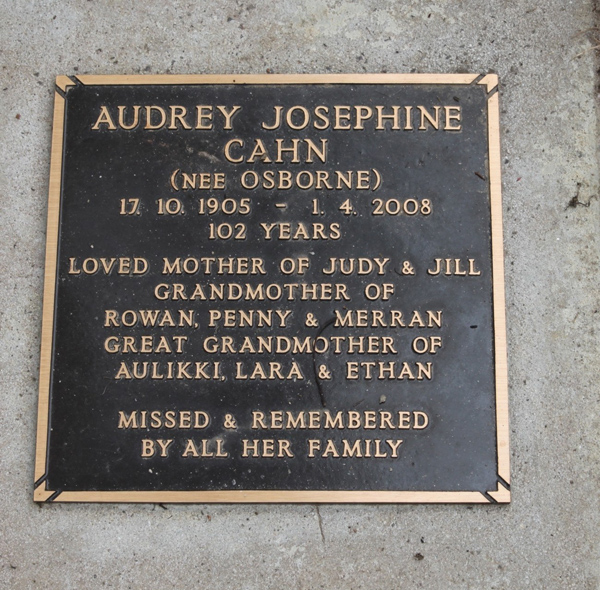 AUDREY JOSEPHINE
CAHN
(NEE OSBORNE)
17. 10. 1905 - 1. 4. 2008
102 YEARS
LOVED MOTHER OF JUDY & JILL
GRANDMOTHER OF
ROWAN, PENNY & MERRAN
GREAT GRANDMOTHER OF
AULIKKI, LARA & ETHAN
MISSED & REMEMBERED
BY ALL HER FAMILY